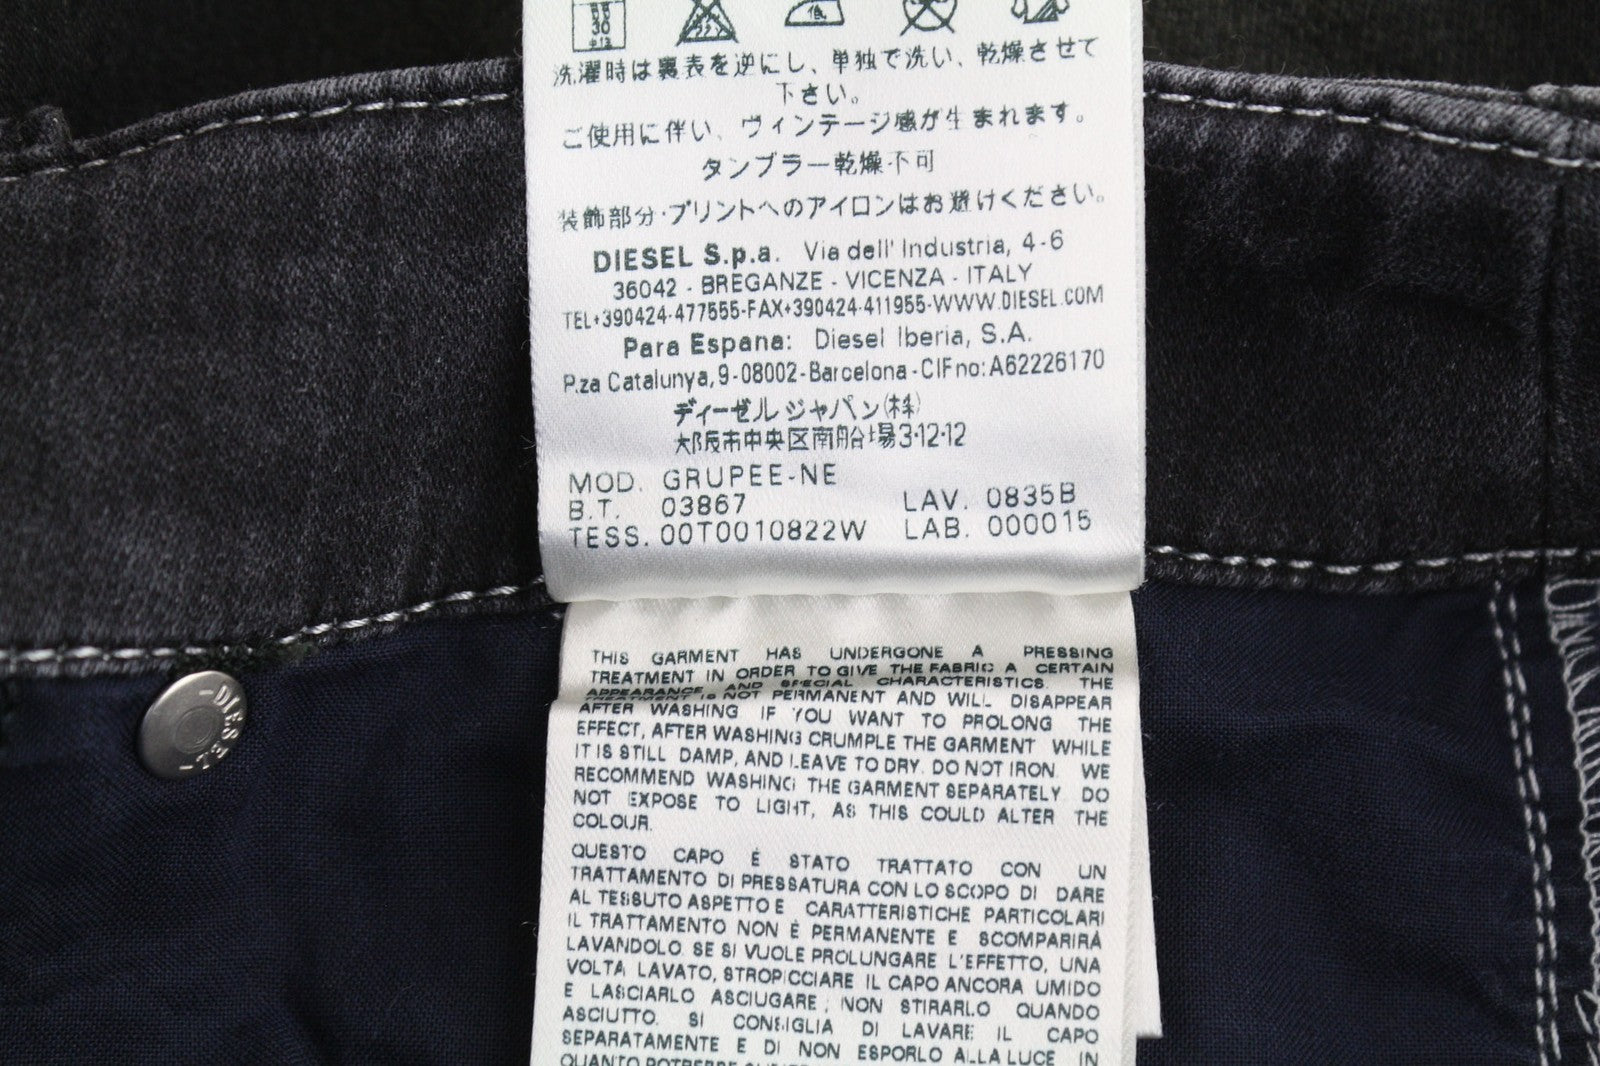 低
洗濯時は裏表を逆にし、単独で洗い、乾燥させて
下さい。
ご使用に伴い、ヴィンテージ感が生まれます。
タンブラー乾燥不可
装飾部分・プリントへのアイロンはお避けください。
DIESEL S.p.a. Via dell' Industria, 4-6
36042 - BREGANZE - VICENZA - ITALY
TEL+390424-477555-FAX+390424-411955-WWW.DIESEL.COM
Para Espana: Diesel Iberia, S.A.
P.za Catalunya, 9-08002-Barcelona-CIFno:A62226170
ディーゼルジャパン(株)
大阪市中央区南船場3-12-12
MOD. GRUPEE-NE
B.T. 03867 LAV. 0835B
TESS. 00T0010822W LAB. 000015
THIS GARMENT HAS UNDERGONE A PRESSING
TREATMENT IN ORDER TO GIVE THE FABRIC A CERTAIN
APPEARANCE AND SPECIAL CHARACTERISTICS. THE
TREATMENT IS NOT PERMANENT AND WILL DISAPPEAR
AFTER WASHING. IF YOU WANT TO PROLONG THE
EFFECT, AFTER WASHING CRUMPLE THE GARMENT WHILE
IT IS STILL DAMP, AND LEAVE TO DRY. DO NOT IRON. WE
RECOMMEND WASHING THE GARMENT SEPARATELY. DO
NOT EXPOSE TO LIGHT, AS THIS COULD ALTER THE
COLOUR.
QUESTO CAPO È STATO TRATTATO CON UN
TRATTAMENTO DI PRESSATURA CON LO SCOPO DI DARE
AL TESSUTO ASPETTO E CARATTERISTICHE PARTICOLARI
IL TRATTAMENTO NON È PERMANENTE E SCOMPARIRÀ
LAVANDOLO. SE SI VUOLE PROLUNGARE L'EFFETTO, UNA
VOLTA LAVATO, STROPICCIARE IL CAPO ANCORA UMIDO
E LASCIARLO ASCIUGARE; NON STIRARLO QUANDO
ASCIUTTO. SI CONSIGLIA DI LAVARE IL CAPO
SEPARATAMENTE E DI NON ESPORLO ALLA LUCE IN
QUANTO POTREBBE
DIESEL